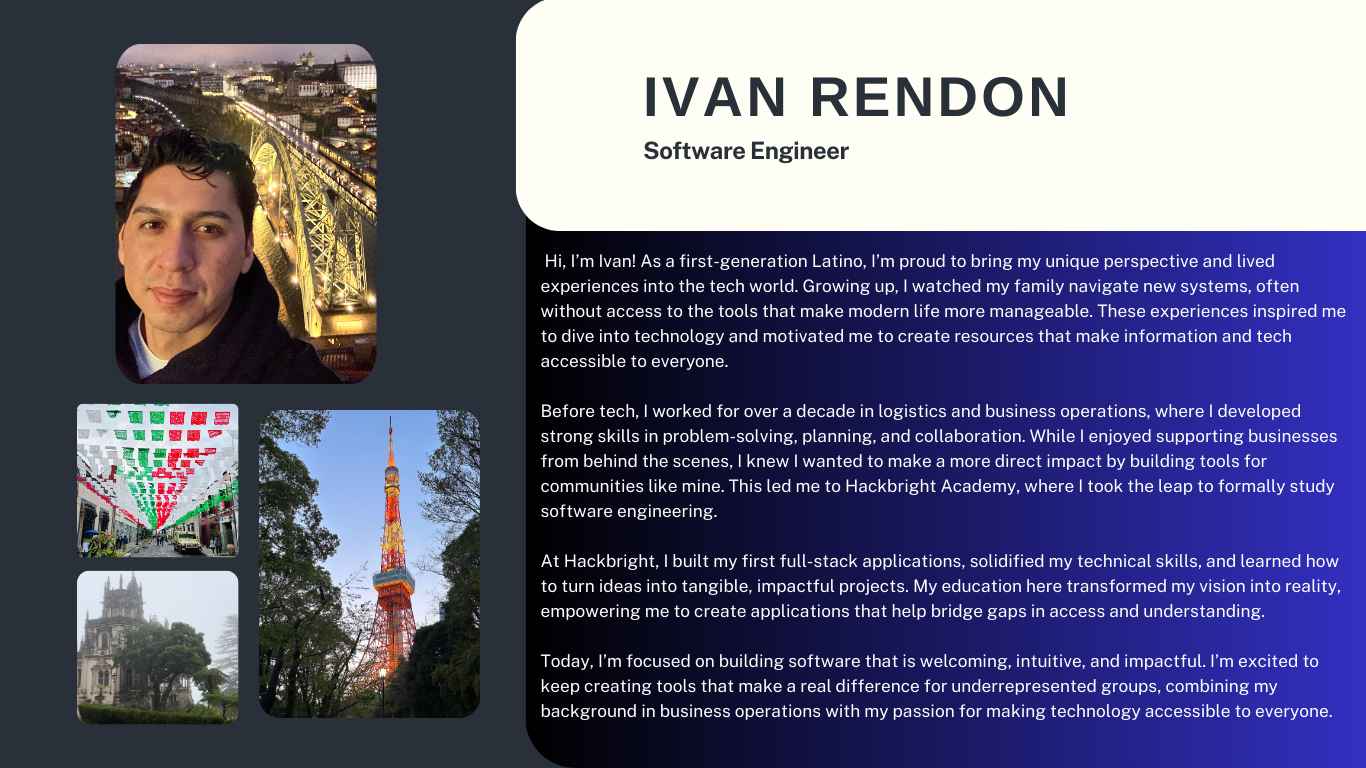 IVAN RENDON
Software Engineer
Hi, I’m Ivan! As a first-generation Latino, I’m proud to bring my unique perspective and lived
experiences into the tech world. Growing up, I watched my family navigate new systems, often
without access to the tools that make modern life more manageable. These experiences inspired me
to dive into technology and motivated me to create resources that make information and tech
accessible to everyone.
Before tech, I worked for over a decade in logistics and business operations, where I developed
strong skills in problem-solving, planning, and collaboration. While I enjoyed supporting businesses
from behind the scenes, I knew I wanted to make a more direct impact by building tools for
communities like mine. This led me to Hackbright Academy, where I took the leap to formally study
software engineering.
At Hackbright, I built my first full-stack applications, solidified my technical skills, and learned how
to turn ideas into tangible, impactful projects. My education here transformed my vision into reality,
empowering me to create applications that help bridge gaps in access and understanding.
Today, I’m focused on building software that is welcoming, intuitive, and impactful. I’m excited to
keep creating tools that make a real difference for underrepresented groups, combining my
background in business operations with my passion for making technology accessible to everyone.